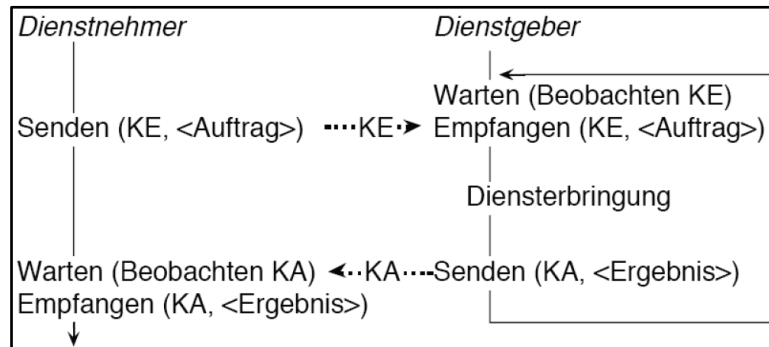 Dienstnehmer
Dienstgeber
Warten (Beobachten KE)
Senden (KE, <Auftrag>)
KE
Empfangen (KE, <Auftrag>)
Diensterbringung
Warten (Beobachten KA)
KA
Senden (KA, <Ergebnis>)
Empfangen (KA, <Ergebnis>)